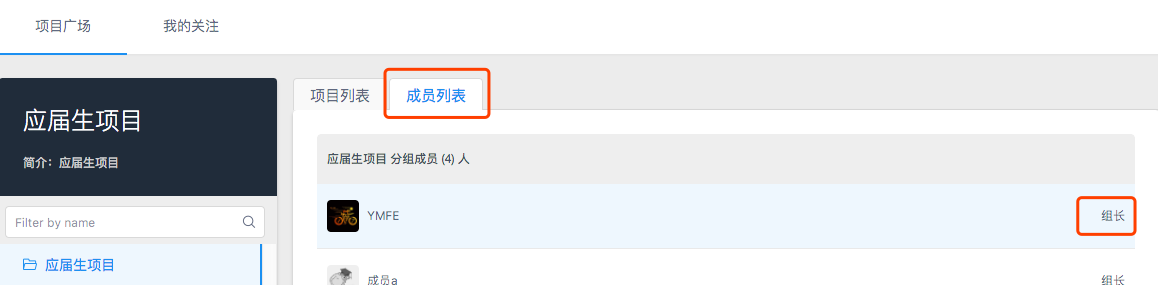 项目广场
我的关注
应届生项目
简介：应届生项目
Filter by name
应届生项目
项目列表
成员列表
应届生项目 分组成员 (4) 人
YMFE
组长
成员a
组长